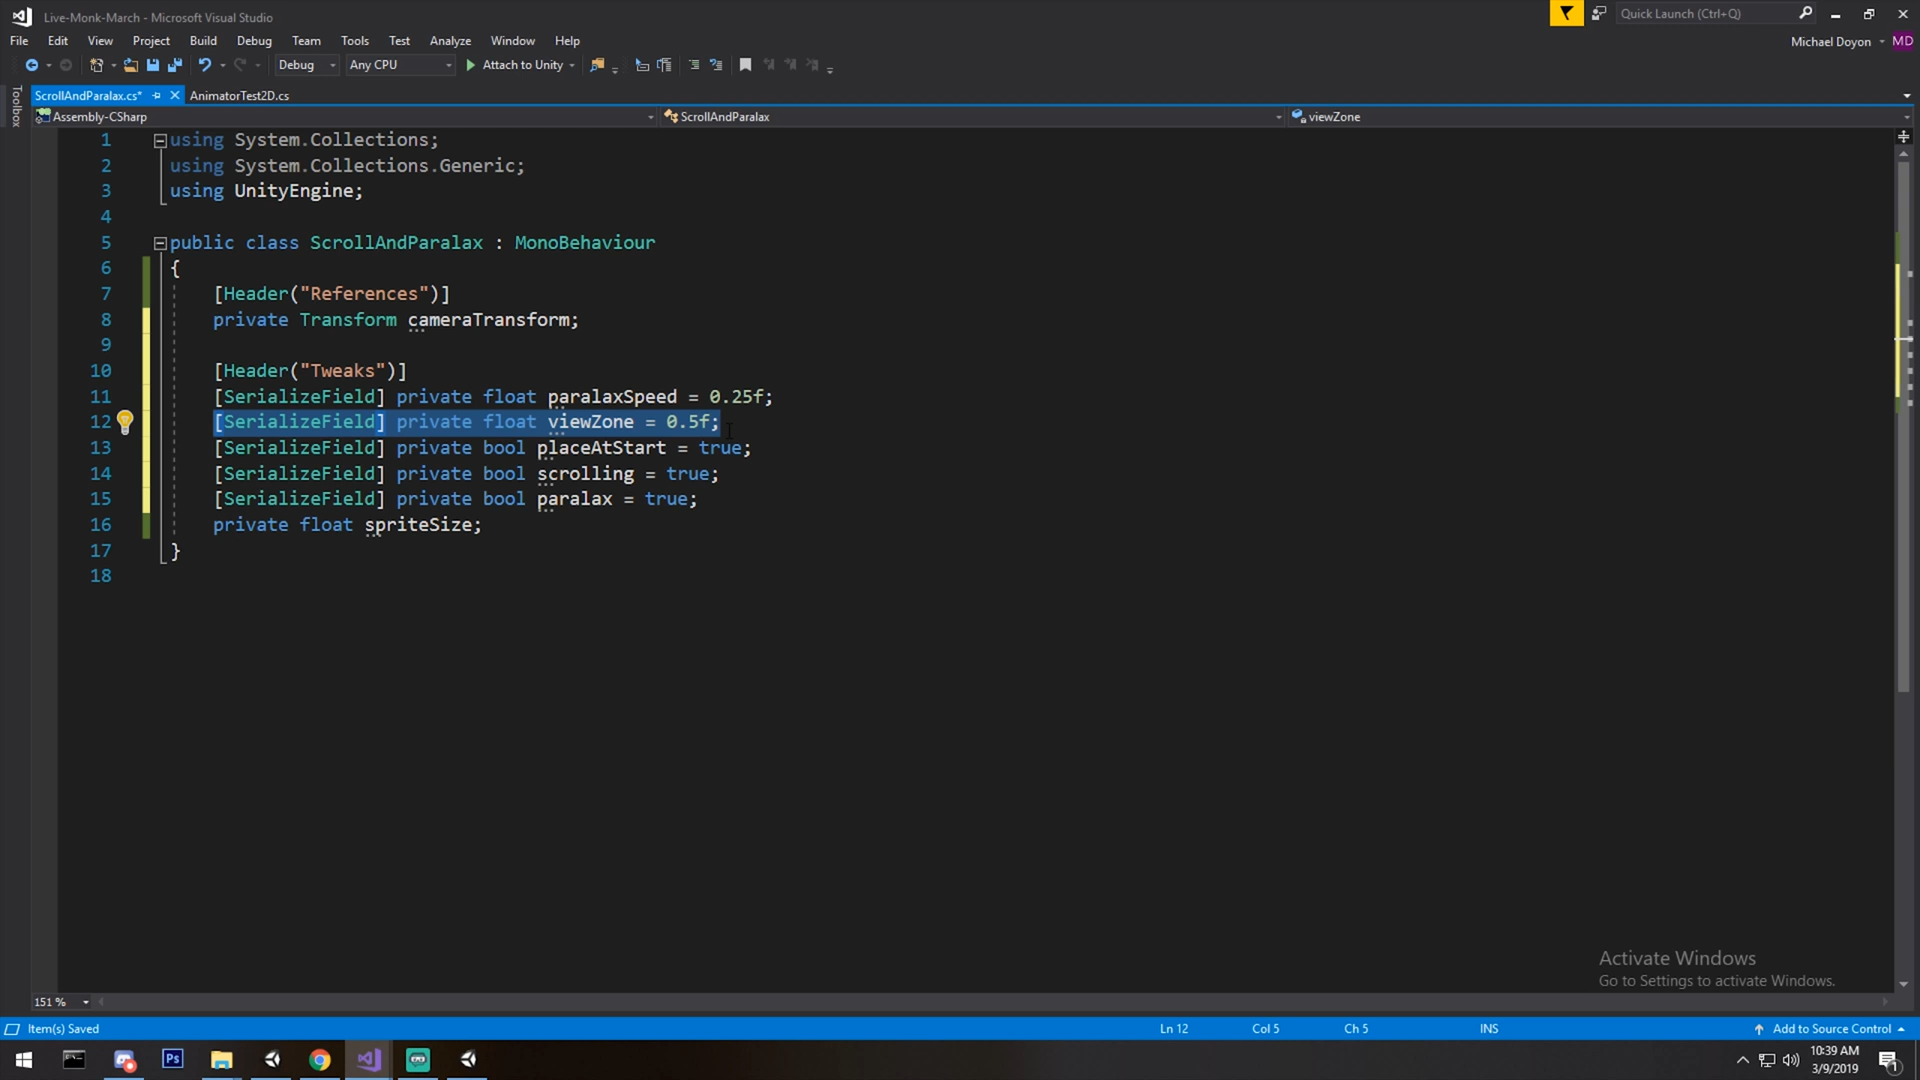 Live-Monk-March - Microsoft Visual Studio
Quick Launch (Ctrl+Q)
File Edit View Project Build Debug Team Tools Test Analyze Window Help
Michael Doyon MD
Debug Any CPU Attach to Unity
Toolbox
ScrollAndParalax.cs* AnimatorTest2D.cs
Assembly-CSharp ScrollAndParalax viewZone
1 using System.Collections;
2 using System.Collections.Generic;
3 using UnityEngine;
4
5 public class ScrollAndParalax : MonoBehaviour
6 {
7 [Header("References")]
8 private Transform cameraTransform;
9
10 [Header("Tweaks")]
11 [SerializeField] private float paralaxSpeed = 0.25f;
12 [SerializeField] private float viewZone = 0.5f;
13 [SerializeField] private bool placeAtStart = true;
14 [SerializeField] private bool scrolling = true;
15 [SerializeField] private bool paralax = true;
16 private float spriteSize;
17 }
18
Activate Windows
Go to Settings to activate Windows.
151 %
Item(s) Saved Ln 12 Col 5 Ch 5 INS Add to Source Control
Ps
10:39 AM
3/9/2019
1